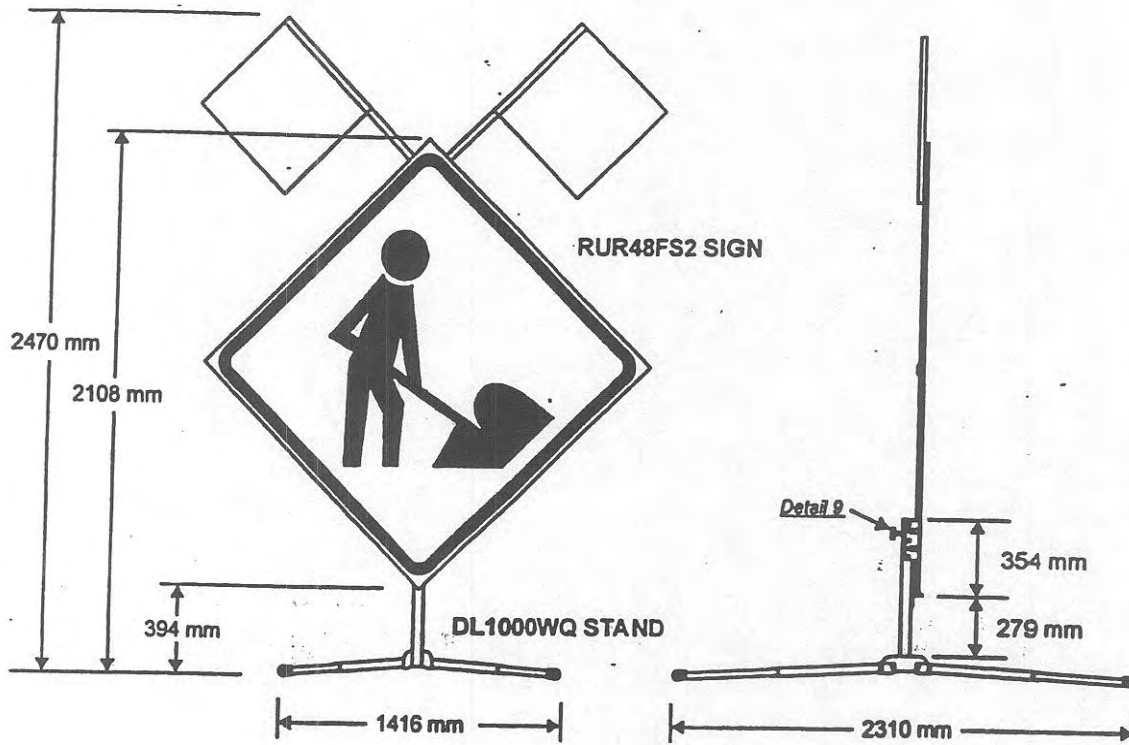 RUR48FS2 SIGN
2470 mm
2108 mm
Detail 9
354 mm
394 mm
DL1000WQ STAND
279 mm
1416 mm
2310 mm